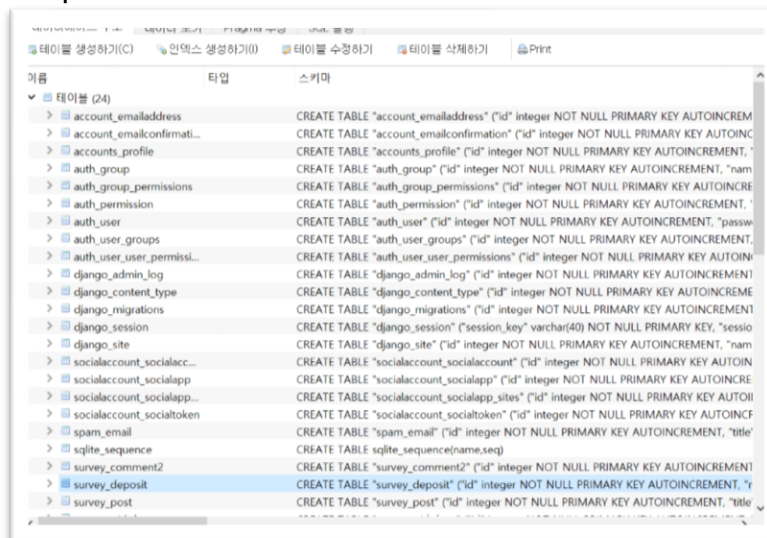 테이블 생성하기(C) 인덱스 생성하기(I) 테이블 수정하기 테이블 삭제하기 Print
이름 타입 스키마
테이블 (24)
account_emailaddress CREATE TABLE "account_emailaddress" ("id" integer NOT NULL PRIMARY KEY AUTOINCREM
account_emailconfirmati... CREATE TABLE "account_emailconfirmation" ("id" integer NOT NULL PRIMARY KEY AUTOINC
accounts_profile CREATE TABLE "accounts_profile" ("id" integer NOT NULL PRIMARY KEY AUTOINCREMENT, "
auth_group CREATE TABLE "auth_group" ("id" integer NOT NULL PRIMARY KEY AUTOINCREMENT, "nam
auth_group_permissions CREATE TABLE "auth_group_permissions" ("id" integer NOT NULL PRIMARY KEY AUTOINCRE
auth_permission CREATE TABLE "auth_permission" ("id" integer NOT NULL PRIMARY KEY AUTOINCREMENT, "
auth_user CREATE TABLE "auth_user" ("id" integer NOT NULL PRIMARY KEY AUTOINCREMENT, "passw
auth_user_groups CREATE TABLE "auth_user_groups" ("id" integer NOT NULL PRIMARY KEY AUTOINCREMENT,
auth_user_user_permissi... CREATE TABLE "auth_user_user_permissions" ("id" integer NOT NULL PRIMARY KEY AUTOIN
django_admin_log CREATE TABLE "django_admin_log" ("id" integer NOT NULL PRIMARY KEY AUTOINCREMENT
django_content_type CREATE TABLE "django_content_type" ("id" integer NOT NULL PRIMARY KEY AUTOINCREME
django_migrations CREATE TABLE "django_migrations" ("id" integer NOT NULL PRIMARY KEY AUTOINCREMENT
django_session CREATE TABLE "django_session" ("session_key" varchar(40) NOT NULL PRIMARY KEY, "sessio
django_site CREATE TABLE "django_site" ("id" integer NOT NULL PRIMARY KEY AUTOINCREMENT, "nam
socialaccount_socialacc... CREATE TABLE "socialaccount_socialaccount" ("id" integer NOT NULL PRIMARY KEY AUTOIN
socialaccount_socialapp CREATE TABLE "socialaccount_socialapp" ("id" integer NOT NULL PRIMARY KEY AUTOINCRE
socialaccount_socialapp... CREATE TABLE "socialaccount_socialapp_sites" ("id" integer NOT NULL PRIMARY KEY AUTOII
socialaccount_socialtoken CREATE TABLE "socialaccount_socialtoken" ("id" integer NOT NULL PRIMARY KEY AUTOINCF
spam_email CREATE TABLE "spam_email" ("id" integer NOT NULL PRIMARY KEY AUTOINCREMENT, "title"
sqlite_sequence CREATE TABLE sqlite_sequence(name,seq)
survey_comment2 CREATE TABLE "survey_comment2" ("id" integer NOT NULL PRIMARY KEY AUTOINCREMENT
survey_deposit CREATE TABLE "survey_deposit" ("id" integer NOT NULL PRIMARY KEY AUTOINCREMENT, "r
survey_post CREATE TABLE "survey_post" ("id" integer NOT NULL PRIMARY KEY AUTOINCREMENT, "title'